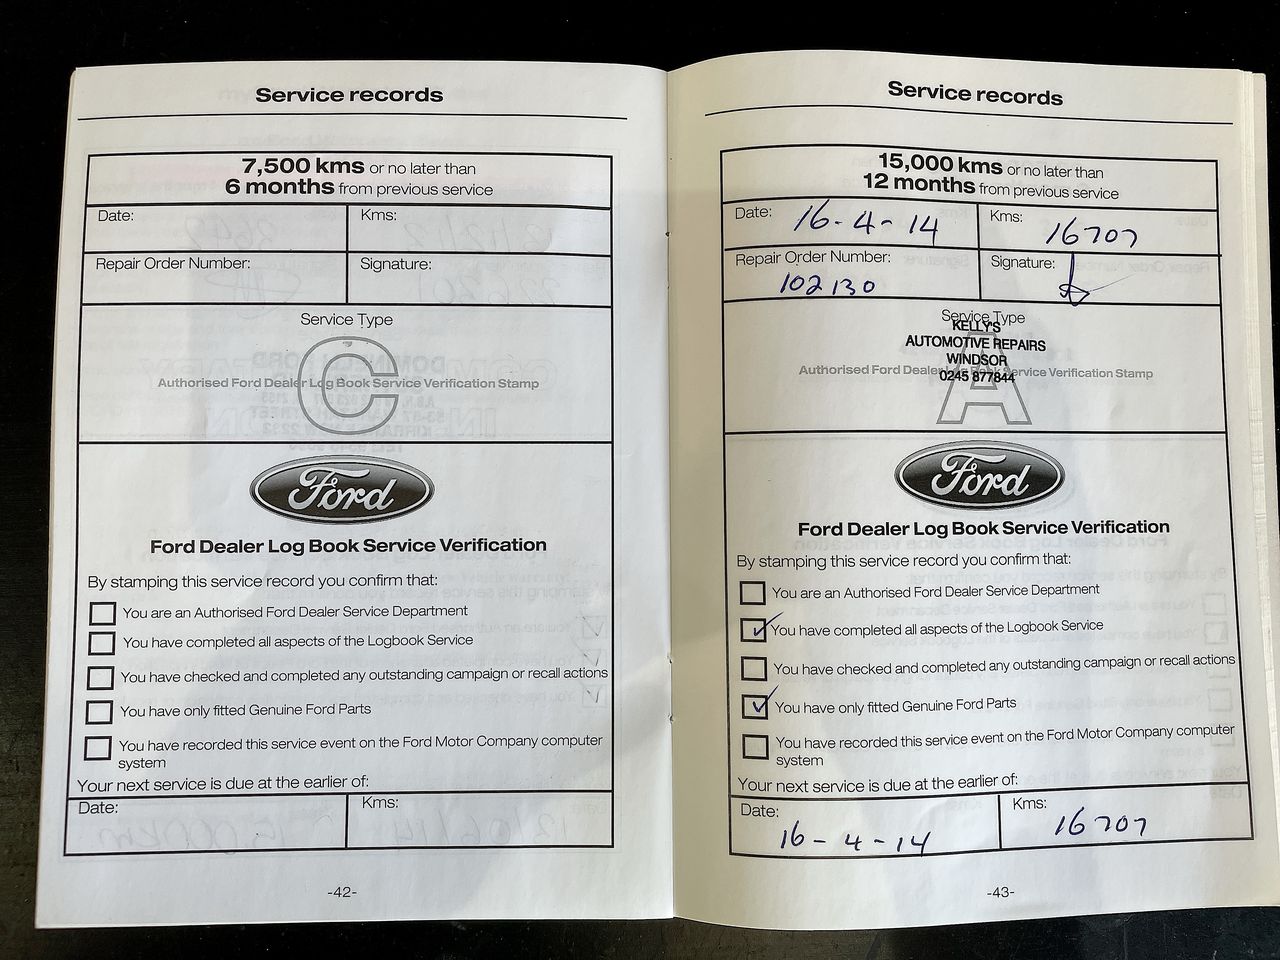 Service records
7,500 kms or no later than
6 months from previous service
Date:
Kms:
Repair Order Number:
Signature:
Service Type
C
Authorised Ford Dealer Log Book Service Verification Stamp
Ford
Ford Dealer Log Book Service Verification
By stamping this service record you confirm that:
You are an Authorised Ford Dealer Service Department
You have completed all aspects of the Logbook Service
You have checked and completed any outstanding campaign or recall actions
You have only fitted Genuine Ford Parts
You have recorded this service event on the Ford Motor Company computer
system
Your next service is due at the earlier of:
Date:
Kms:
-42-
Service records
15,000 kms or no later than
12 months from previous service
Date: 16-4-14
Kms: 16707
Repair Order Number:
102130
Signature:
Service Type
KELLY'S
AUTOMOTIVE REPAIRS
WINDSOR
0245 877844
A
Authorised Ford Dealer Log Book Service Verification Stamp
Ford
Ford Dealer Log Book Service Verification
By stamping this service record you confirm that:
You are an Authorised Ford Dealer Service Department
You have completed all aspects of the Logbook Service
You have checked and completed any outstanding campaign or recall actions
You have only fitted Genuine Ford Parts
You have recorded this service event on the Ford Motor Company computer
system
Your next service is due at the earlier of:
Date:
16-4-14
Kms:
16707
-43-